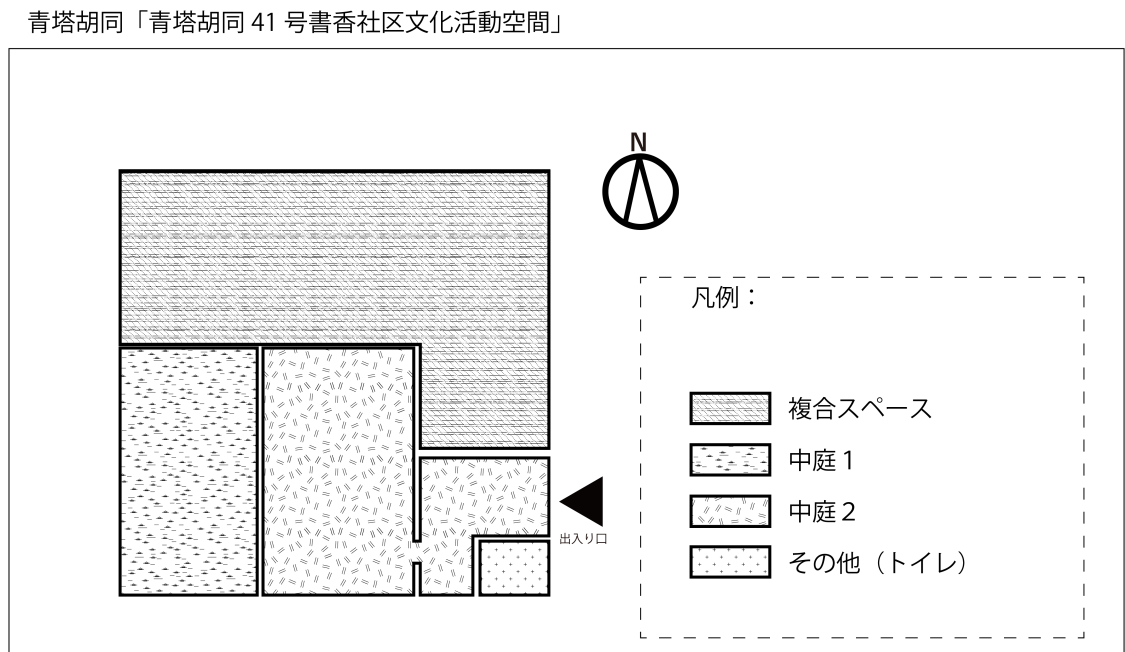 青塔胡同「青塔胡同 41 号書香社区文化活動空間」
N
凡例：
複合スペース
中庭 1
中庭 2
出入り口
その他（トイレ）